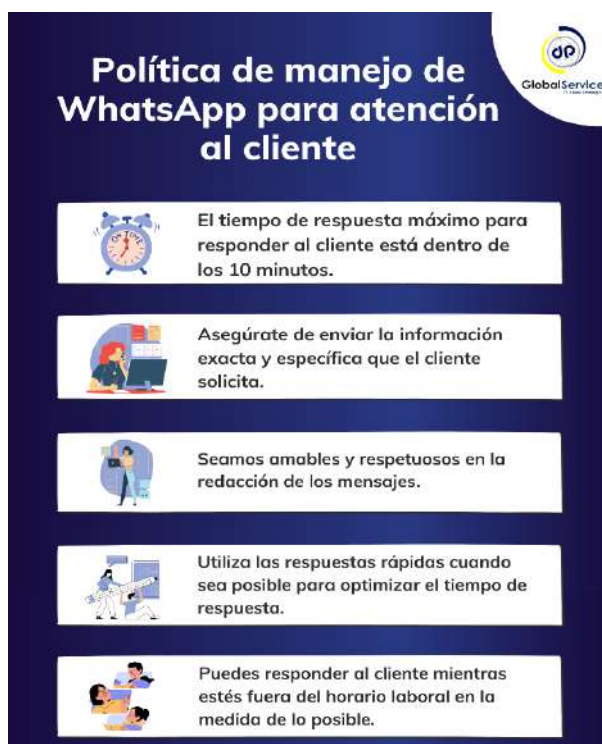 dp
GlobalService
Política de manejo de
WhatsApp para atención
al cliente
ON TIME
El tiempo de respuesta máximo para
responder al cliente está dentro de
los 10 minutos.
Asegúrate de enviar la información
exacta y específica que el cliente
solicita.
Seamos amables y respetuosos en la
redacción de los mensajes.
Utiliza las respuestas rápidas cuando
sea posible para optimizar el tiempo de
respuesta.
Puedes responder al cliente mientras
estés fuera del horario laboral en la
medida de lo posible.